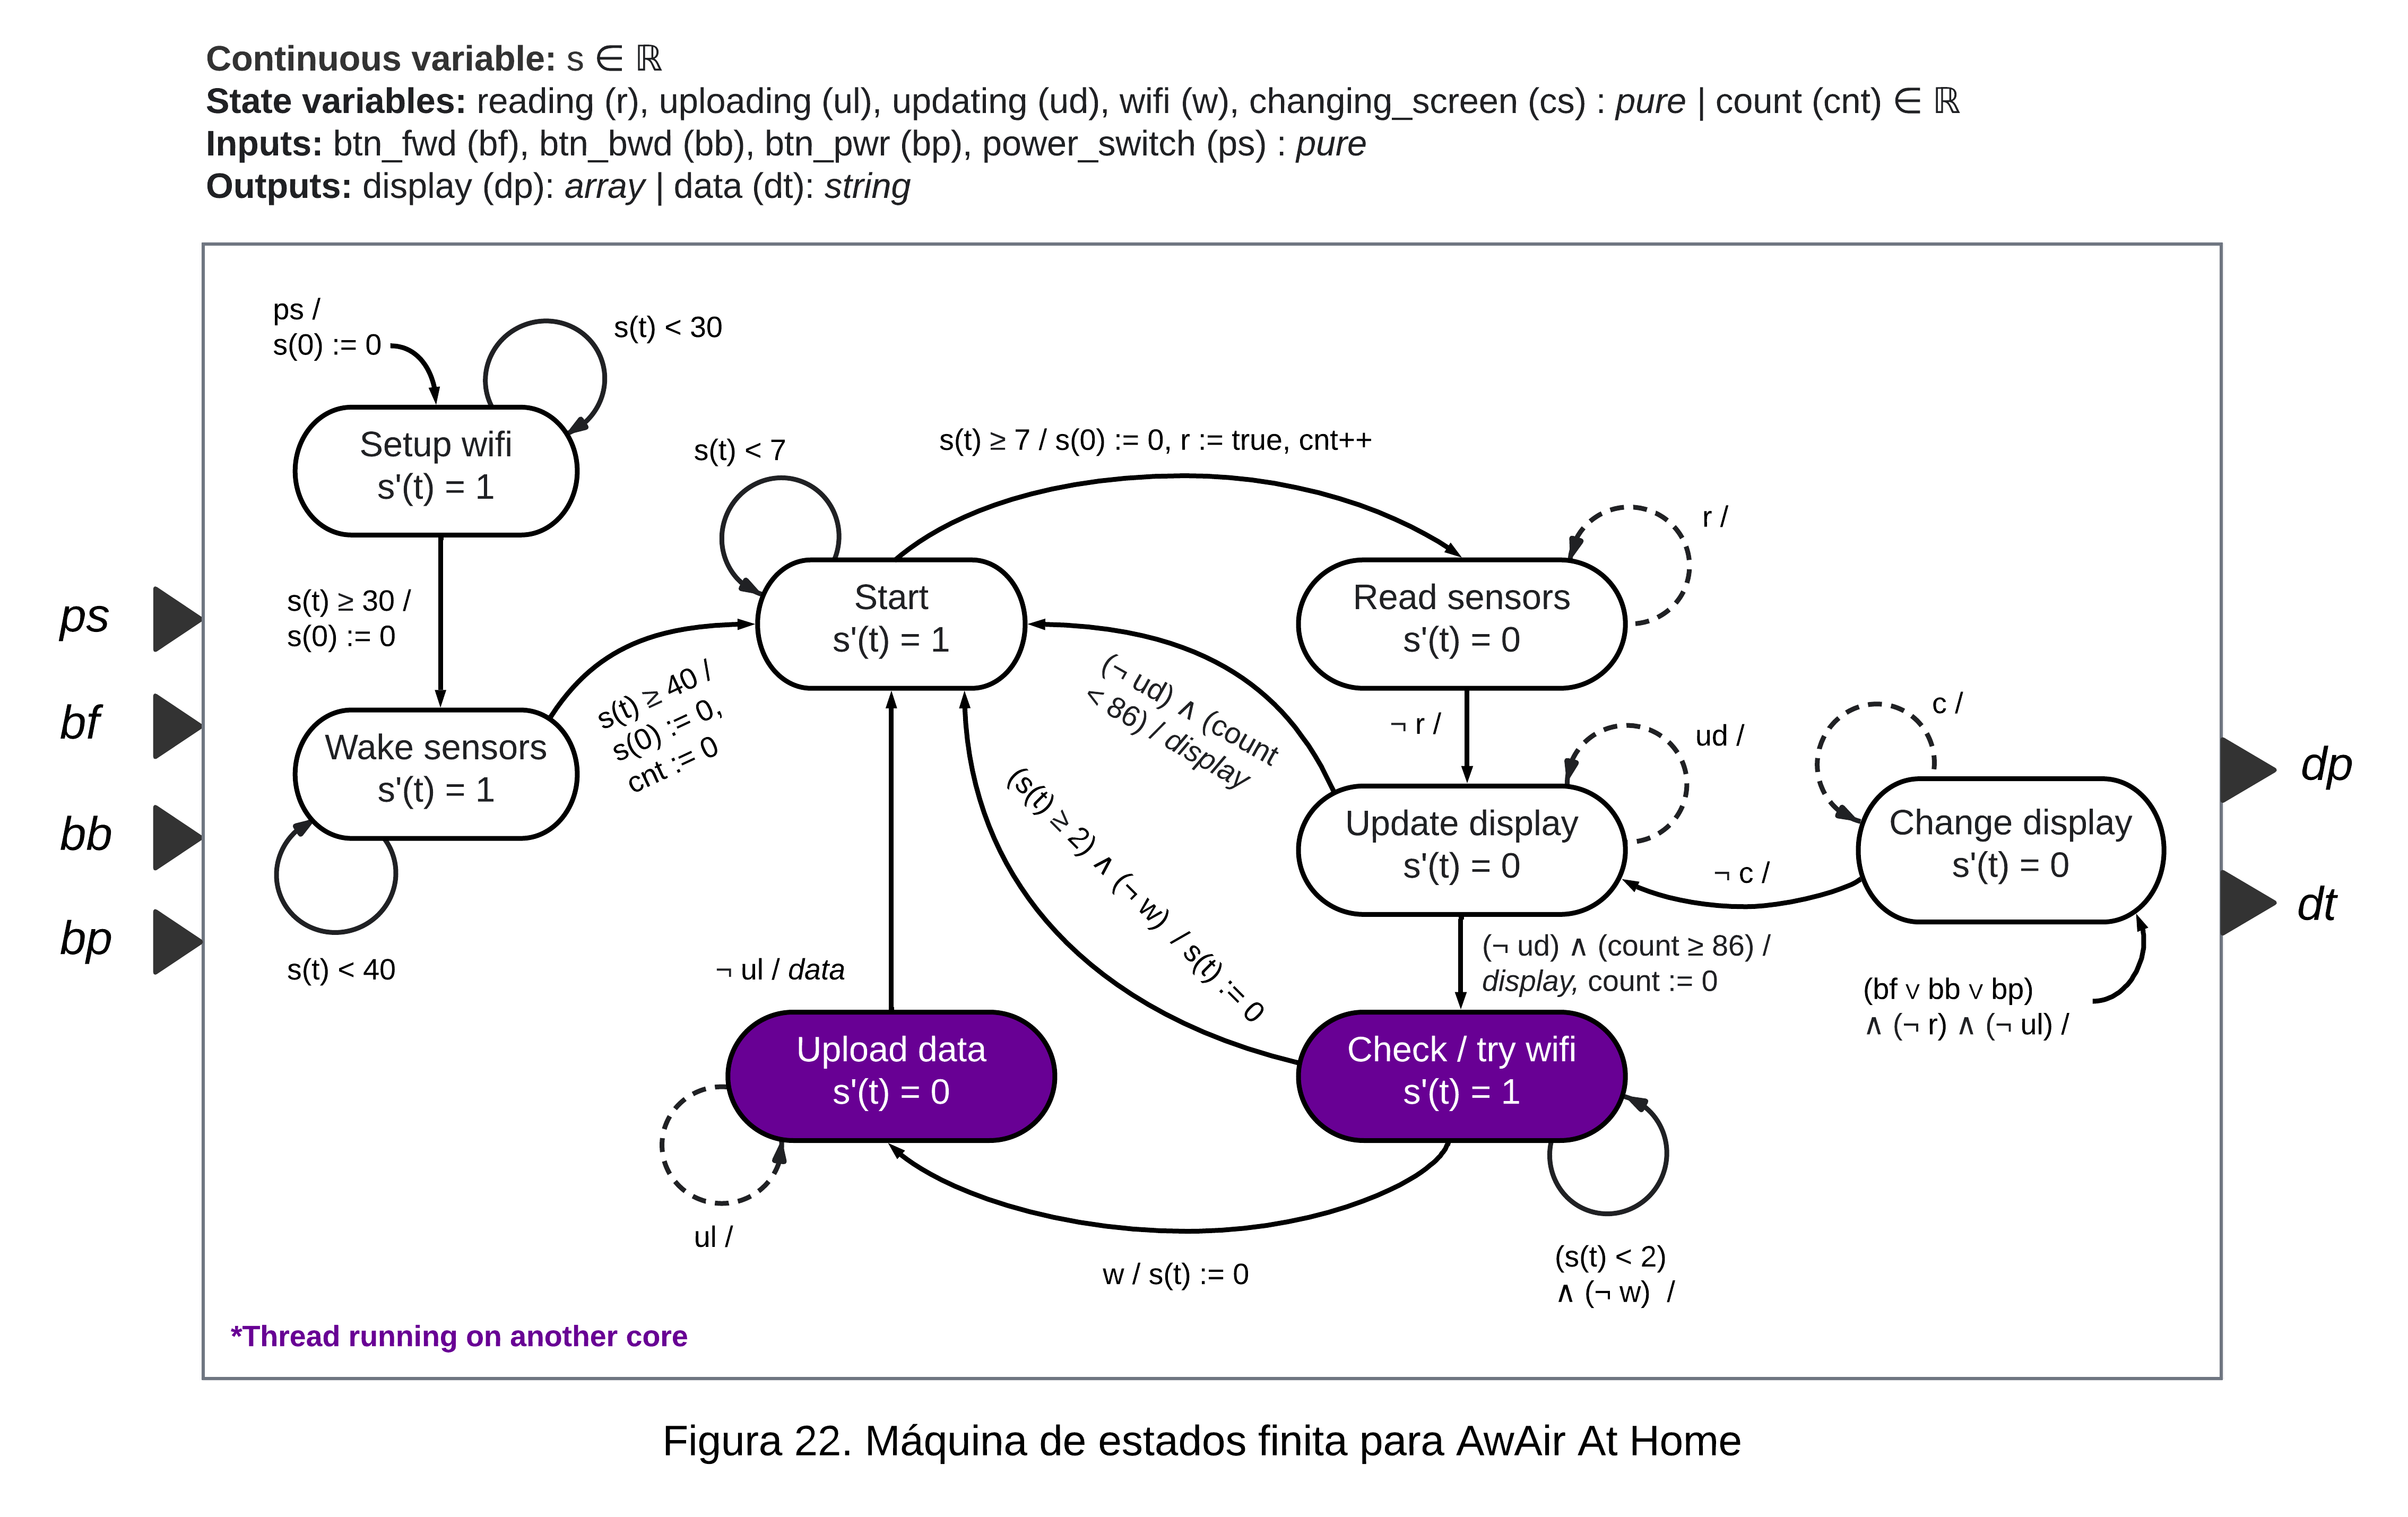 Continuous variable: s ∈ ℝ
State variables: reading (r), uploading (ul), updating (ud), wifi (w), changing_screen (cs) : pure | count (cnt) ∈ ℝ
Inputs: btn_fwd (bf), btn_bwd (bb), btn_pwr (bp), power_switch (ps) : pure
Outputs: display (dp): array | data (dt): string
ps /
s(0) := 0
s(t) < 30
Setup wifi
s'(t) = 1
s(t) < 7
s(t) ≥ 7 / s(0) := 0, r := true, cnt++
r /
Start
s'(t) = 1
Read sensors
s'(t) = 0
s(t) ≥ 30 /
s(0) := 0
ps
bf
bb
bp
s(t) ≥ 40 /
s(0) := 0,
cnt := 0
(¬ ud) ∧ (count
< 86) / display
¬ r /
ud /
c /
Wake sensors
s'(t) = 1
Update display
s'(t) = 0
Change display
s'(t) = 0
dp
dt
¬ c /
(s(t) ≥ 2) ∧ (¬ w) / s(t) := 0
s(t) < 40
¬ ul / data
(¬ ud) ∧ (count ≥ 86) /
display, count := 0
(bf ∨ bb ∨ bp)
∧ (¬ r) ∧ (¬ ul) /
Upload data
s'(t) = 0
Check / try wifi
s'(t) = 1
ul /
w / s(t) := 0
(s(t) < 2)
∧ (¬ w) /
*Thread running on another core
Figura 22. Máquina de estados finita para AwAir At Home